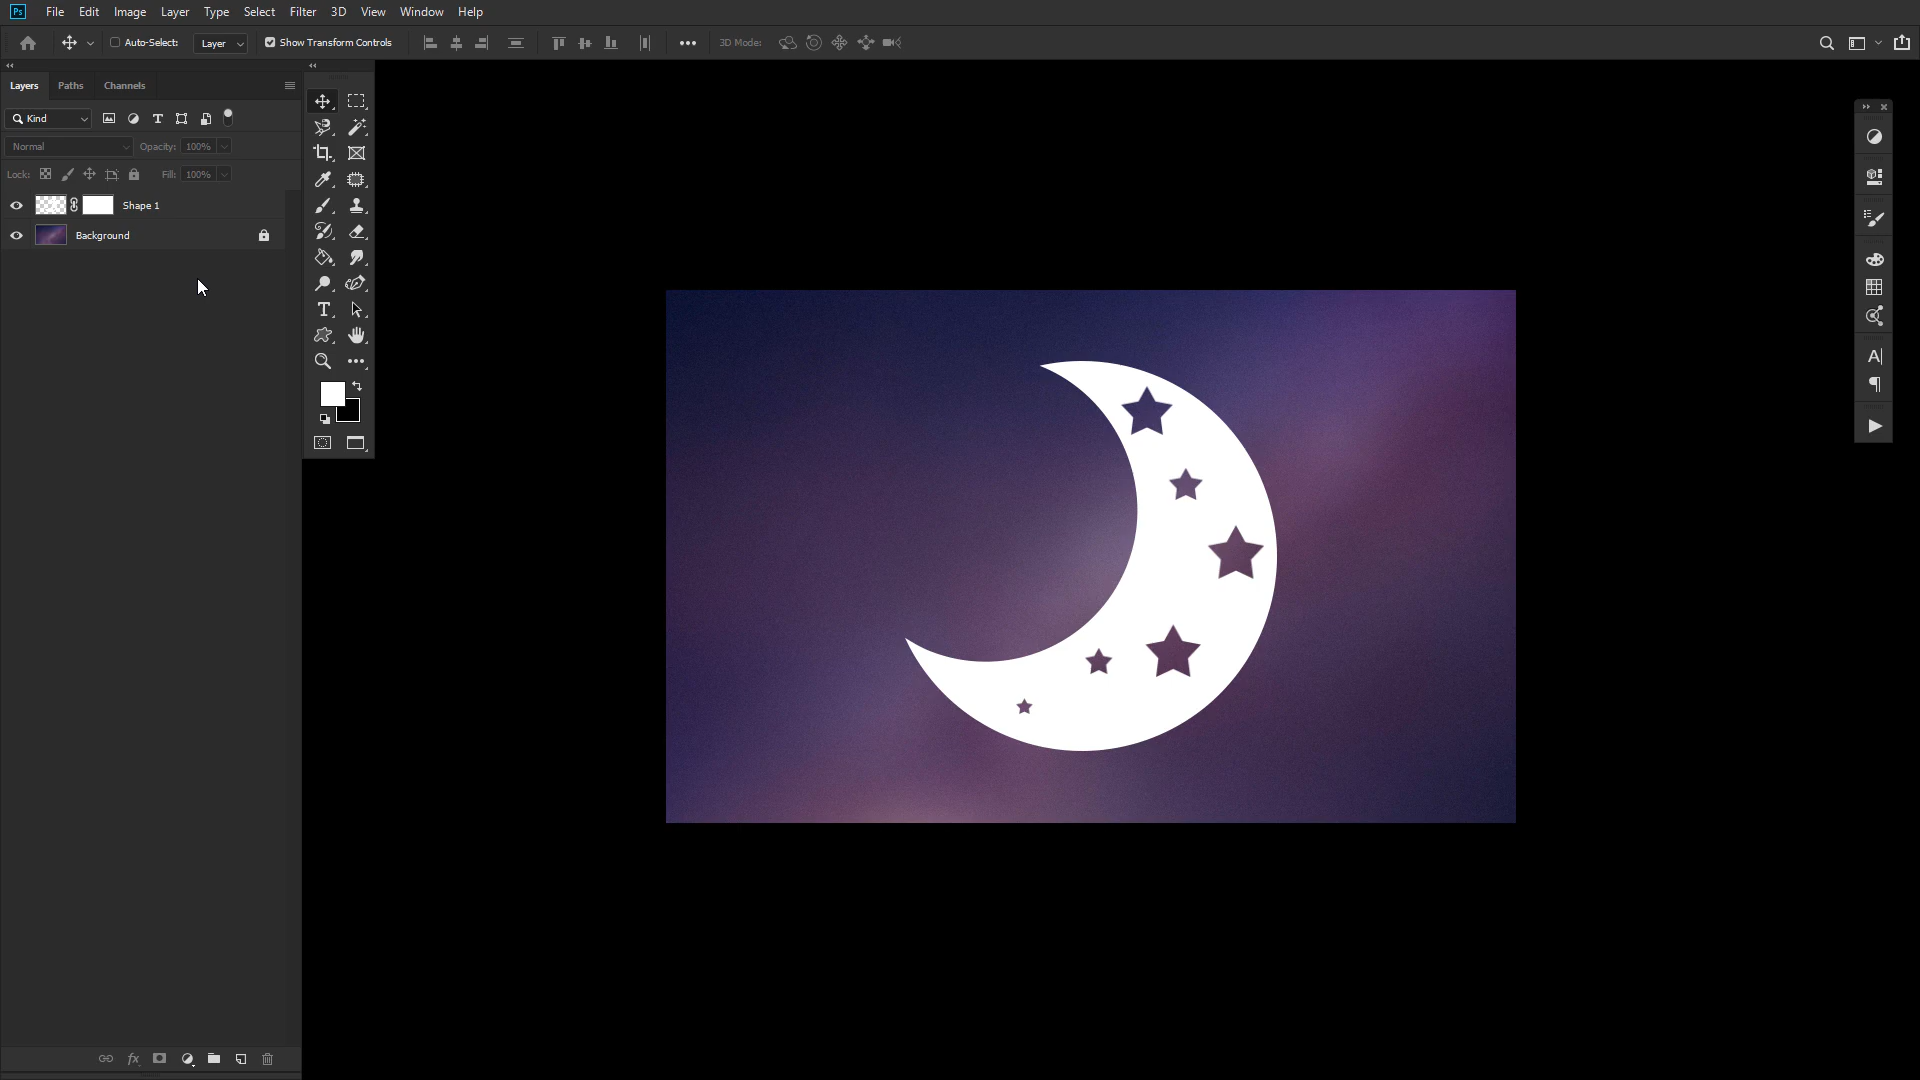 Ps File Edit Image Layer Type Select Filter 3D View Window Help
Auto-Select: Layer Show Transform Controls 3D Mode:
Layers Paths Channels
Kind
Normal Opacity: 100%
Lock: Fill: 100%
Shape 1
Background